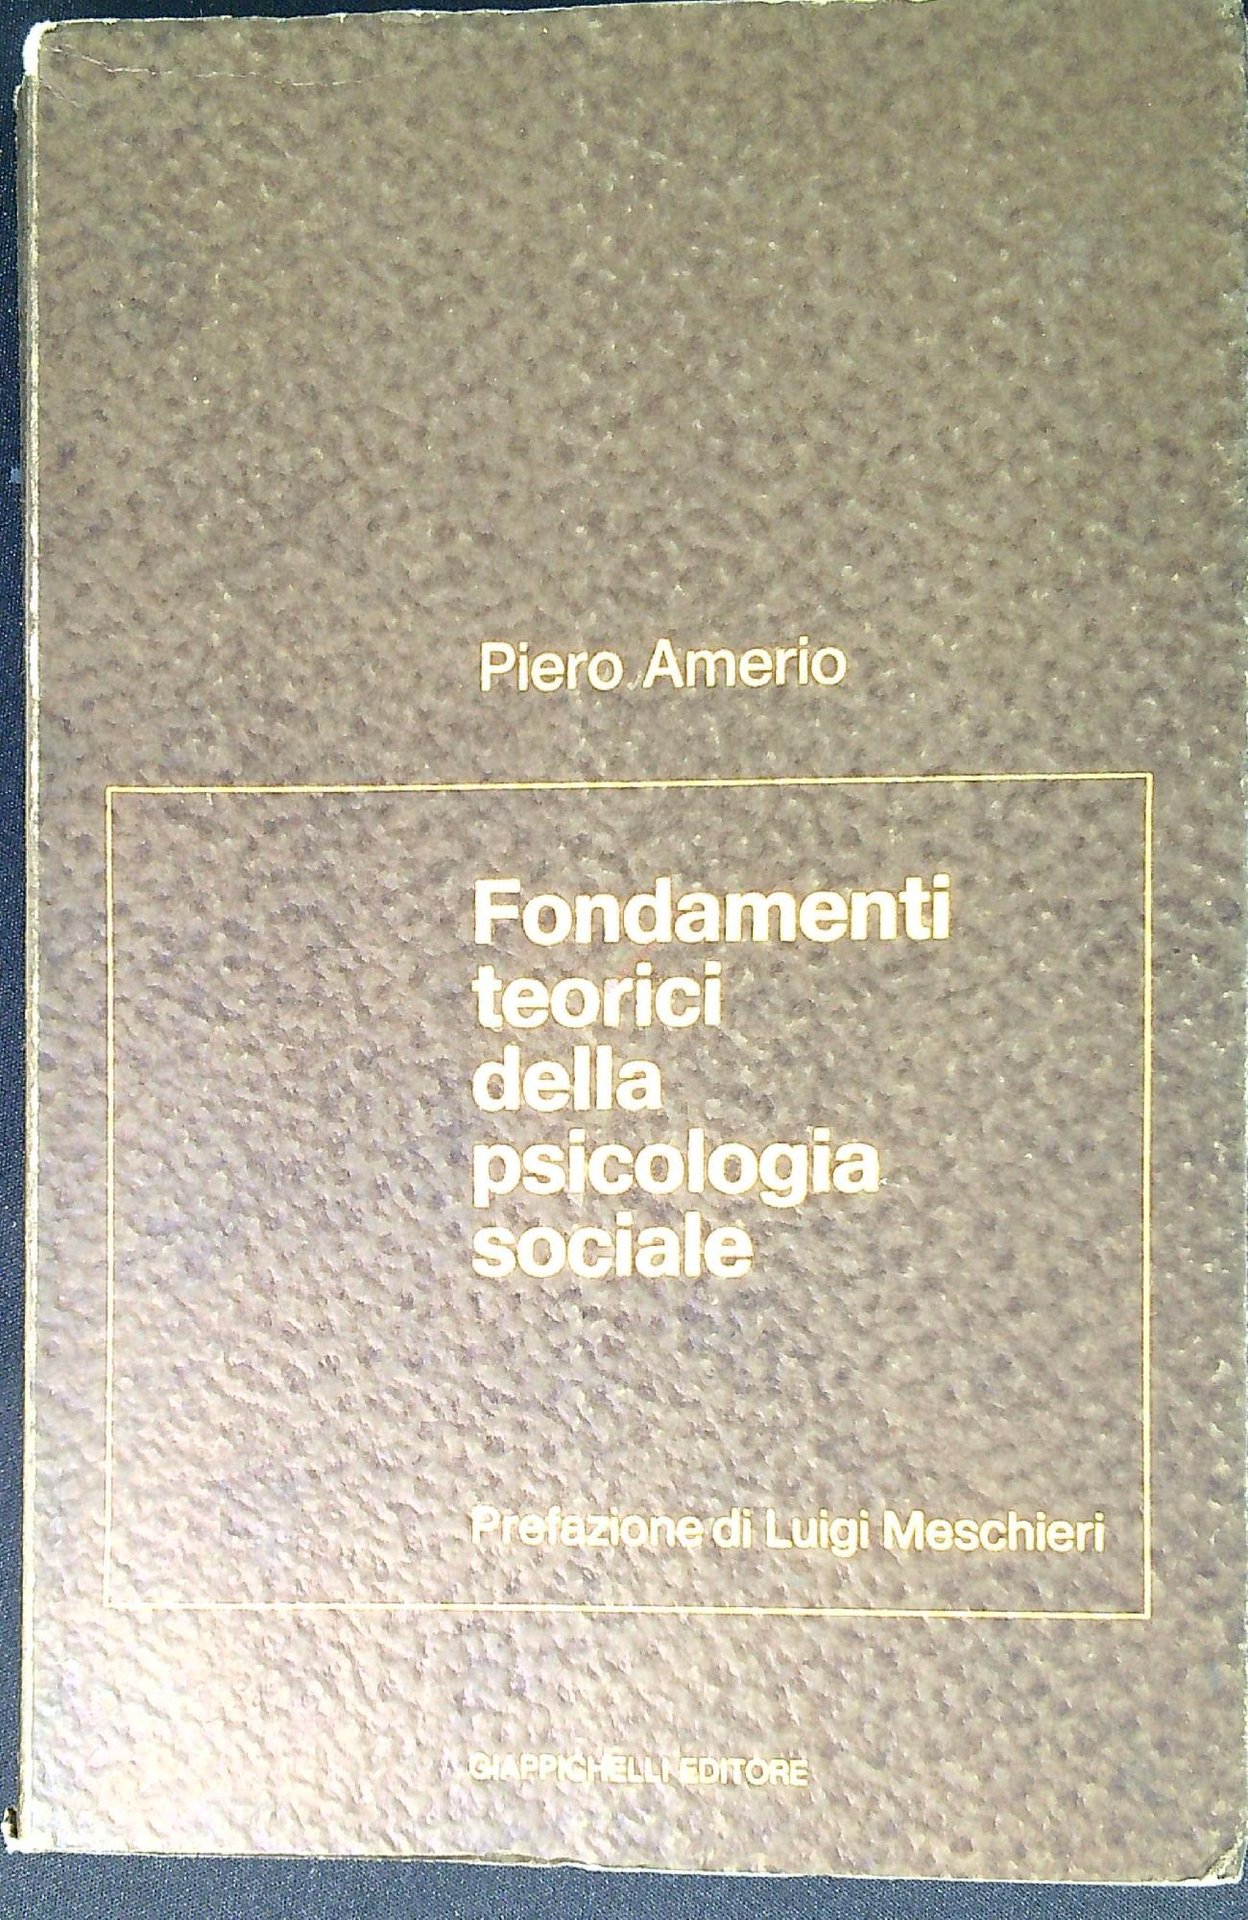 Piero Amerio
Fondamenti
teorici
della
psicologia
sociale
Prefazione di Luigi Meschieri
GIAPPICHELLI EDITORE